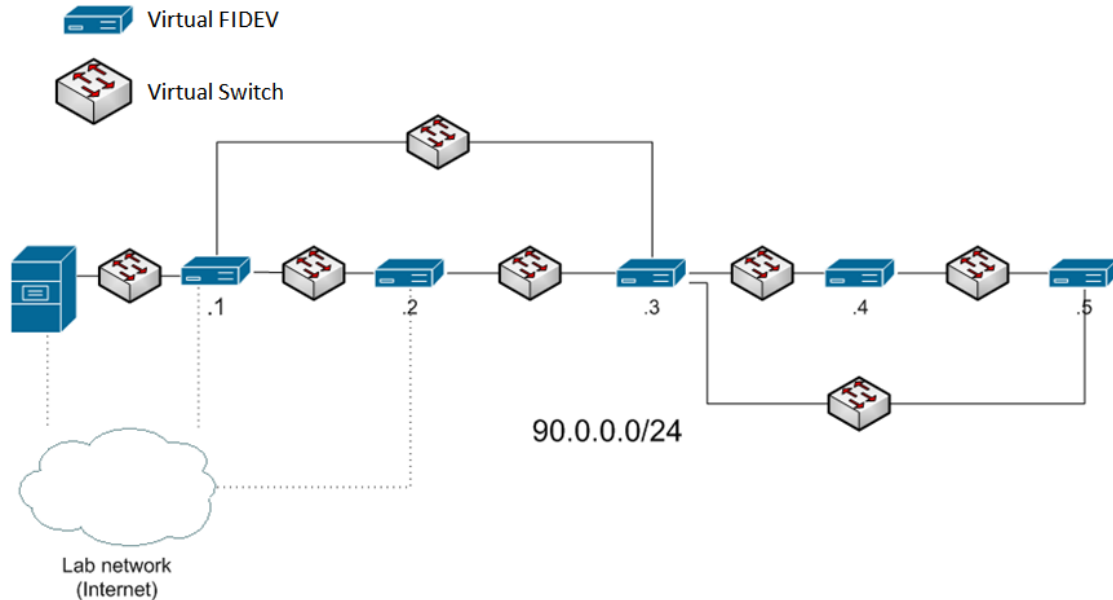 Virtual FIDEV
Virtual Switch
.1
.2
.3
.4
.5
90.0.0.0/24
Lab network
(Internet)